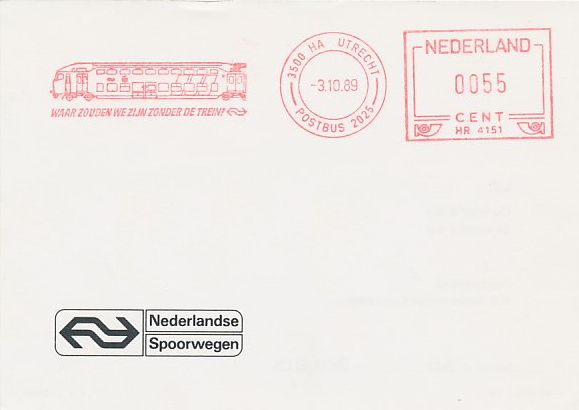 WAAR ZOUDEN WE ZIJN ZONDER DE TREIN?
3500 HA UTRECHT
-3.10.89
POSTBUS 2025
NEDERLAND
0055
CENT
HR 4151
Nederlandse
Spoorwegen